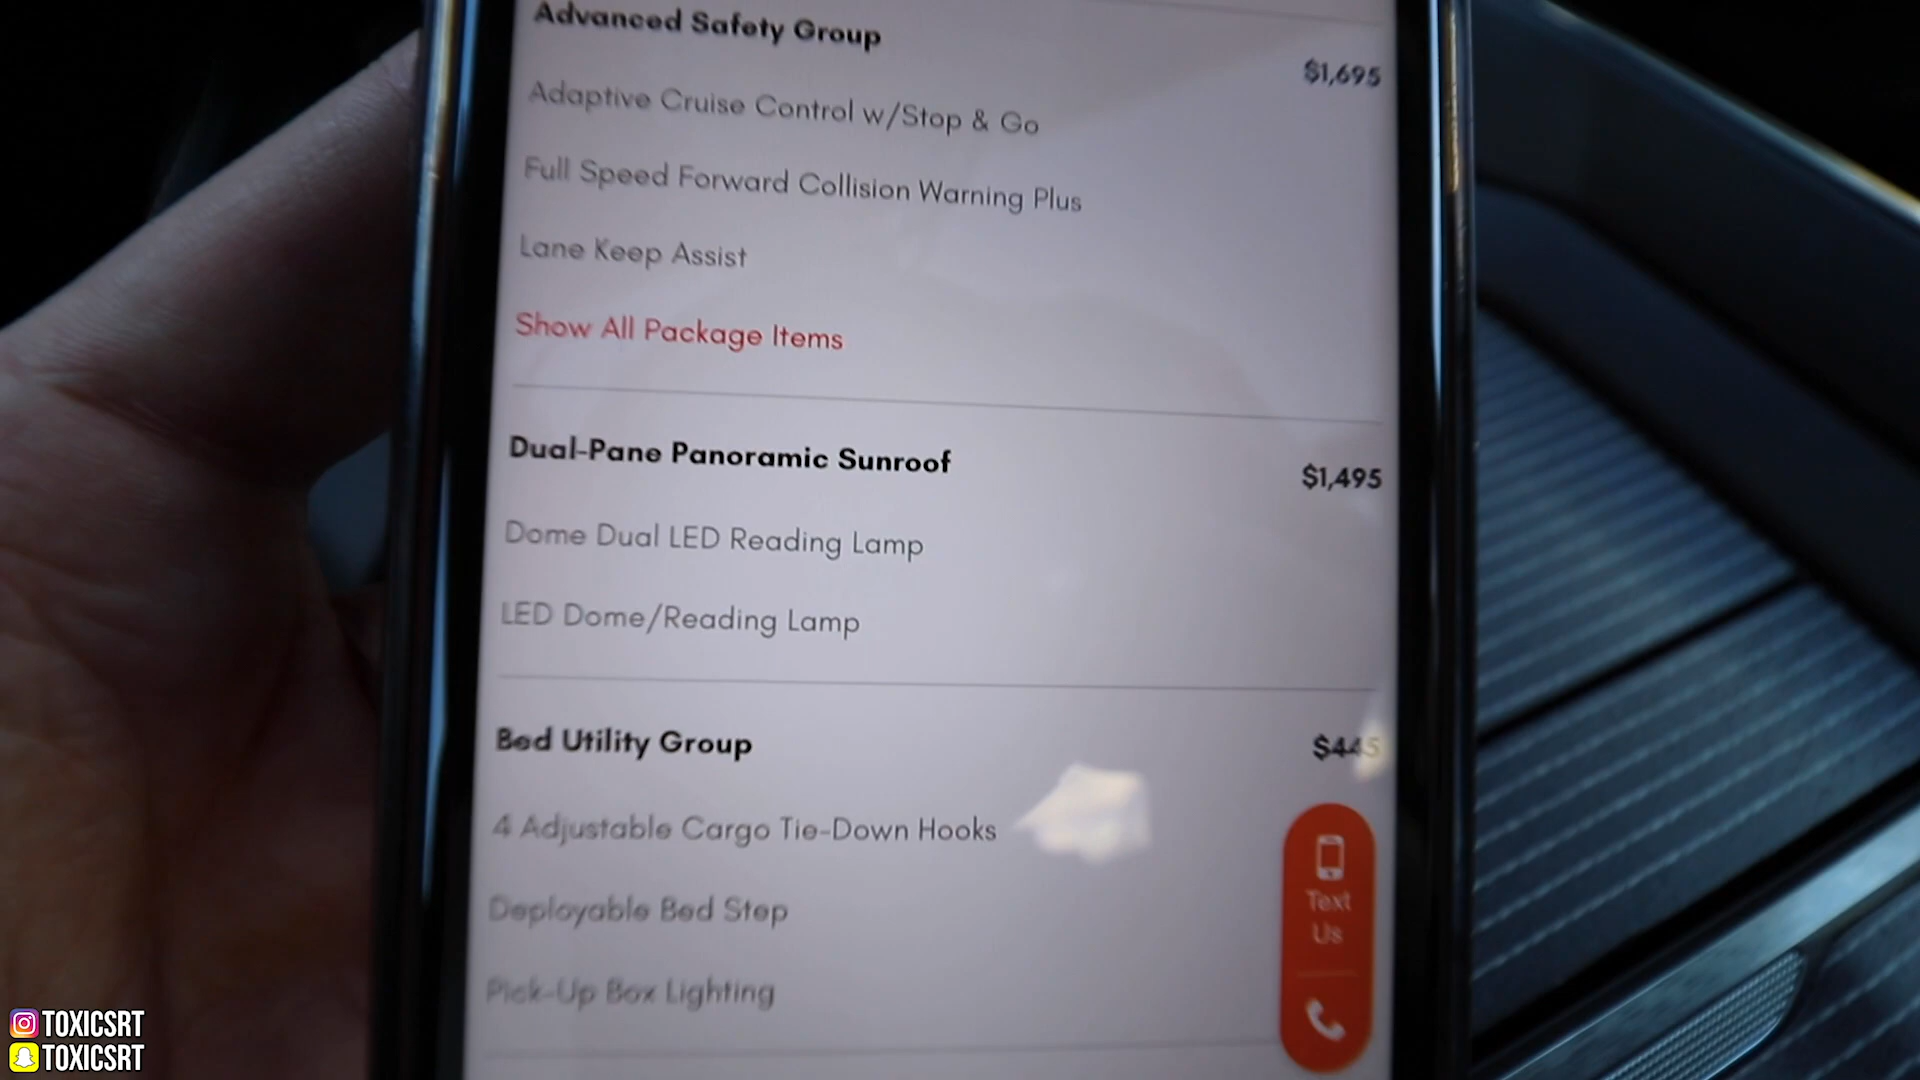 Advanced Safety Group
$1,695
Adaptive Cruise Control w/Stop & Go
Full Speed Forward Collision Warning Plus
Lane Keep Assist
Show All Package Items
Dual-Pane Panoramic Sunroof
$1,495
Dome Dual LED Reading Lamp
LED Dome/Reading Lamp
Bed Utility Group
$445
4 Adjustable Cargo Tie-Down Hooks
Deployable Bed Step
Pick-Up Box Lighting
Text
Us
TOXICSRT
TOXICSRT